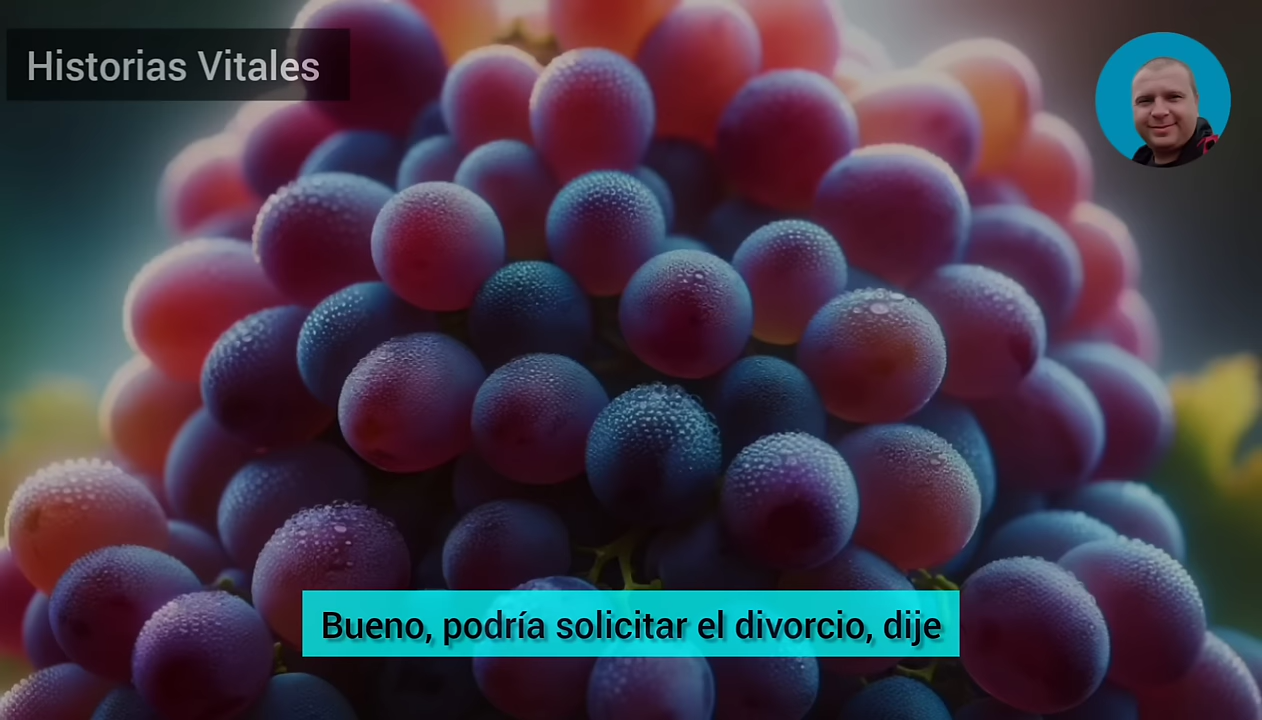 Historias Vitales
Bueno, podría solicitar el divorcio, dije